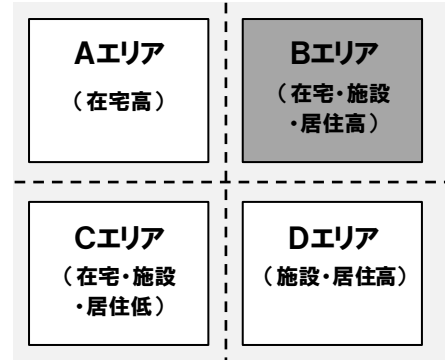 Aエリア
（在宅高）
Bエリア
（在宅・施設
・居住高）
Cエリア
（在宅・施設
・居住低）
Dエリア
（施設・居住高）